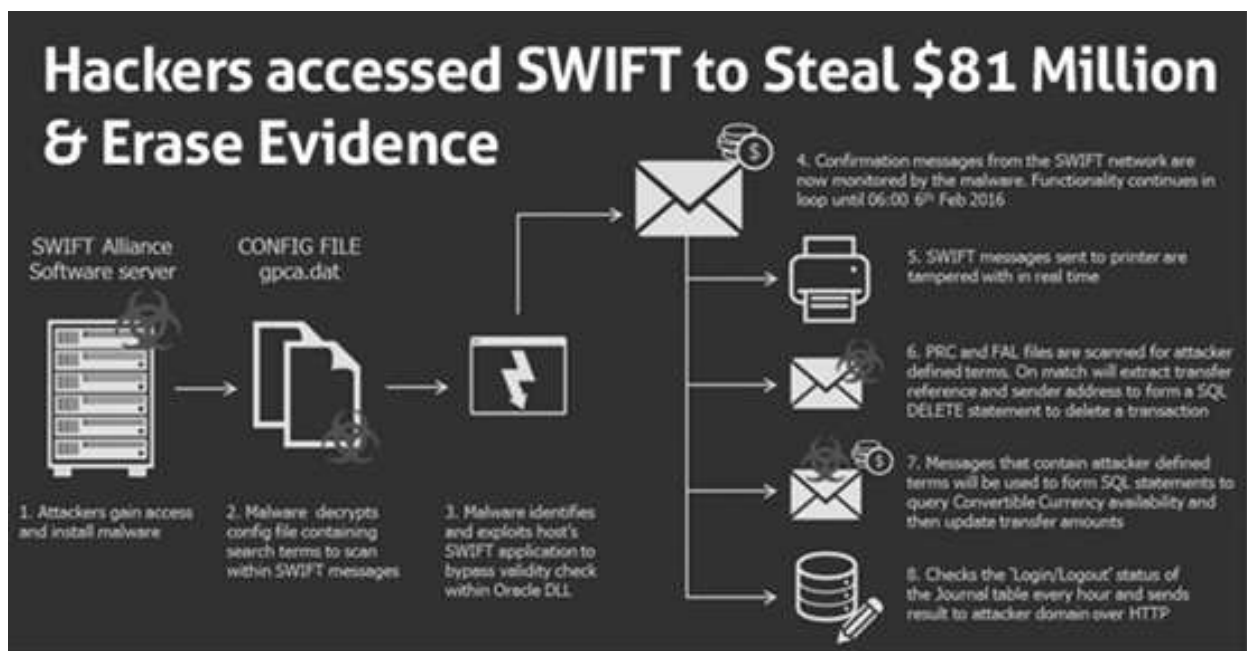 Hackers accessed SWIFT to Steal $81 Million
& Erase Evidence
SWIFT Alliance
Software server
CONFIG FILE
gpca.dat
1. Attackers gain access
and install malware
2. Malware decrypts
config file containing
search terms to scan
within SWIFT messages
3. Malware identifies
and exploits host's
SWIFT application to
bypass validity check
within Oracle DLL
$
4. Confirmation messages from the SWIFT network are
now monitored by the malware. Functionality continues in
loop until 06:00 6th Feb 2016
5. SWIFT messages sent to printer are
tampered with in real time
6. PRC and FAL files are scanned for attacker
defined terms. On match will extract transfer
reference and sender address to form a SQL
DELETE statement to delete a transaction
$
7. Messages that contain attacker defined
terms will be used to form SQL statements to
query Convertible Currency availability and
then update transfer amounts
8. Checks the 'Login/Logout' status of
the Journal table every hour and sends
result to attacker domain over HTTP